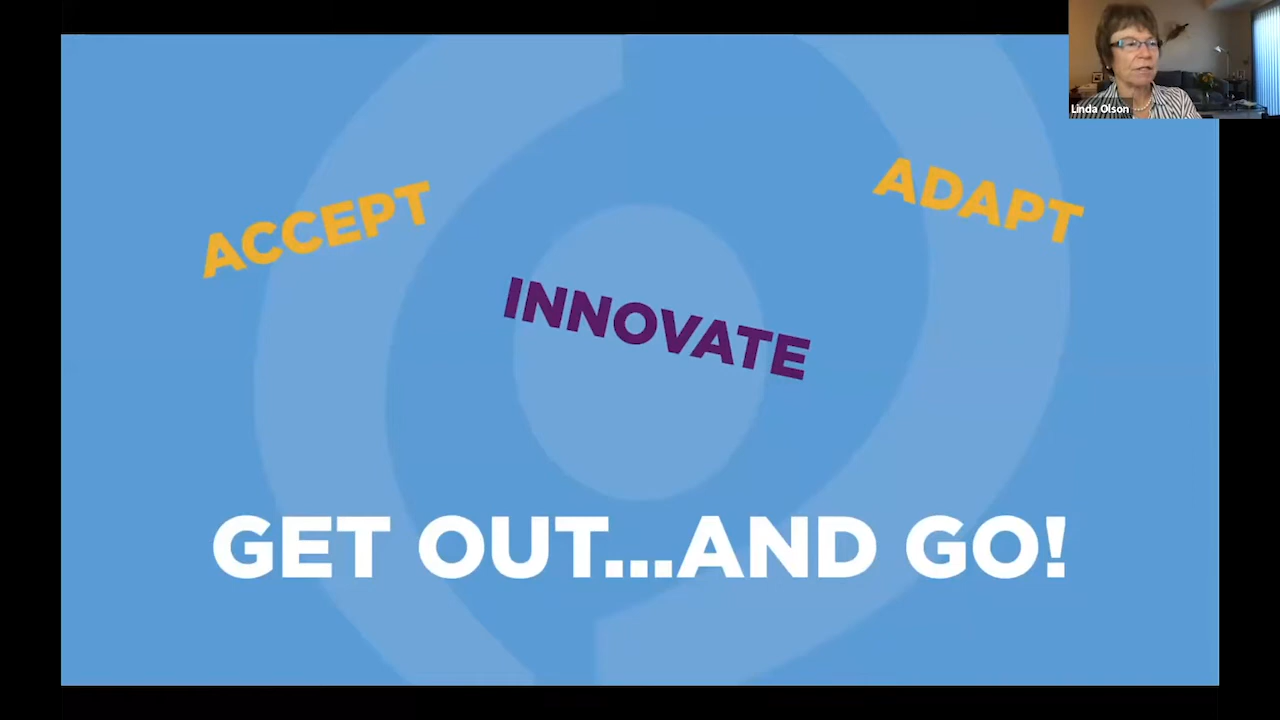 Linda Olson
ACCEPT
ADAPT
INNOVATE
GET OUT...AND GO!